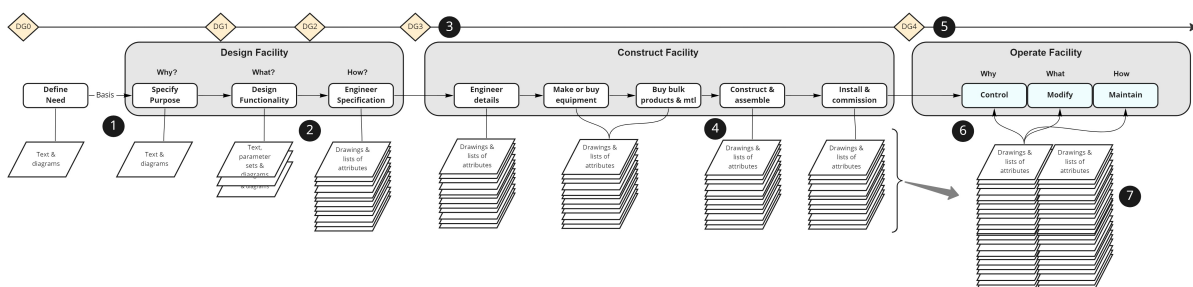 DG0
DG1
DG2
DG3
3
DG4
5
Design Facility
Construct Facility
Operate Facility
Why?
What?
How?
Why
What
How
Define
Need
Basis
Specify
Purpose
Design
Functionality
Engineer
Specification
Engineer
details
Make or buy
equipment
Buy bulk
products & mtl
Construct &
assemble
Install &
commission
Control
Modify
Maintain
1
2
4
6
Text &
diagrams
Text &
diagrams
Text,
parameter
sets &
diagrams
& diagrams
Drawings &
lists of
attributes
Drawings &
lists of
attributes
Drawings &
lists of
attributes
Drawings &
lists of
attributes
Drawings &
lists of
attributes
Drawings &
lists of
attributes
Drawings &
lists of
attributes
7